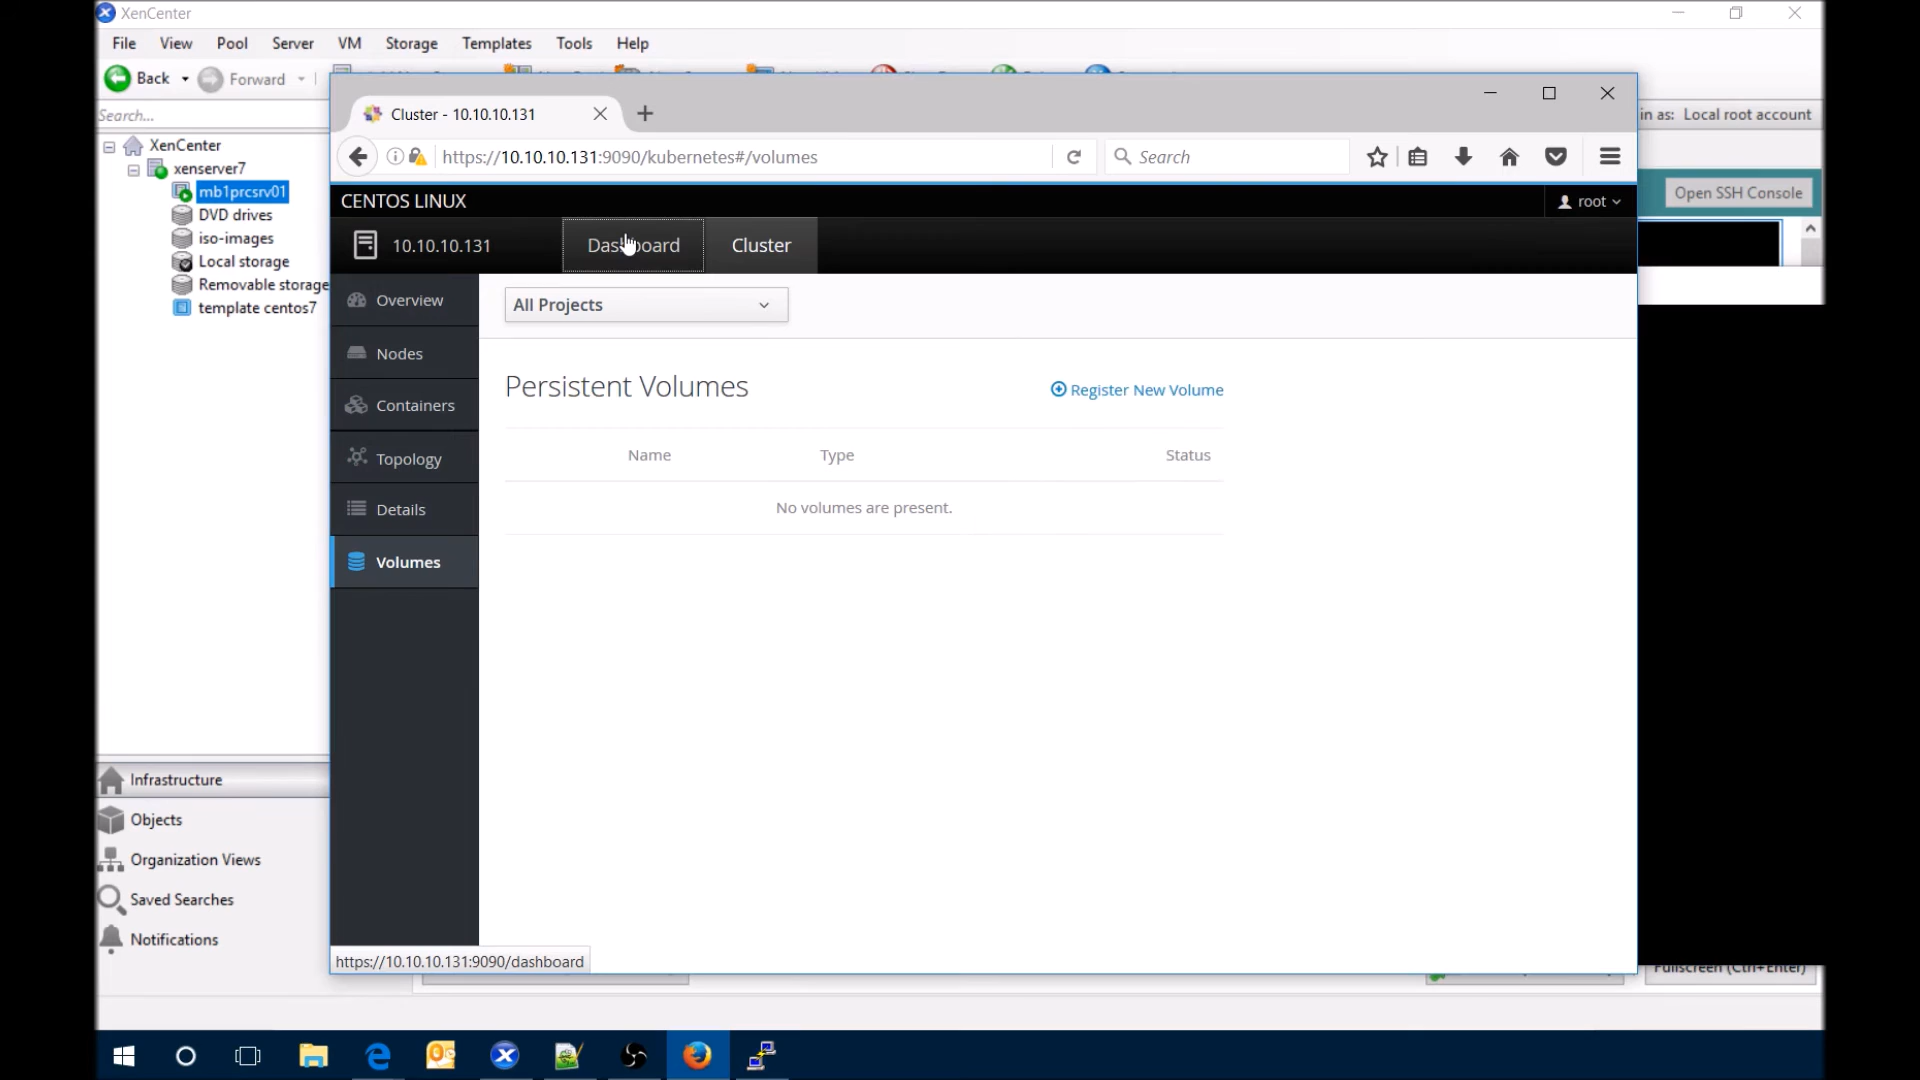 XenCenter
File View Pool Server VM Storage Templates Tools Help
Back Forward
Search...
XenCenter
xenserver7
mb1prcsrv01
DVD drives
iso-images
Local storage
Removable storage
template centos7
Infrastructure
Objects
Organization Views
Saved Searches
Notifications
in as: Local root account
Open SSH Console
Cluster - 10.10.10.131
https://10.10.10.131:9090/kubernetes#/volumes
Search
CENTOS LINUX
root
10.10.10.131
Dashboard
Cluster
Overview
Nodes
Containers
Topology
Details
Volumes
All Projects
Persistent Volumes
Register New Volume
Name Type Status
No volumes are present.
https://10.10.10.131:9090/dashboard
Fullscreen (Ctrl+Enter)